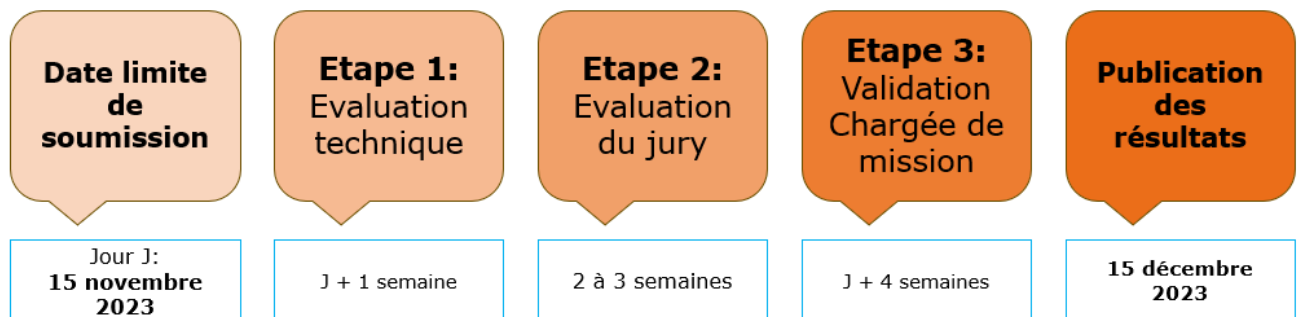 Date limite
de
soumission
Etape 1:
Evaluation
technique
Etape 2:
Evaluation
du jury
Etape 3:
Validation
Chargée de
mission
Publication
des
résultats
Jour J:
15 novembre
2023
J + 1 semaine
2 à 3 semaines
J + 4 semaines
15 décembre
2023